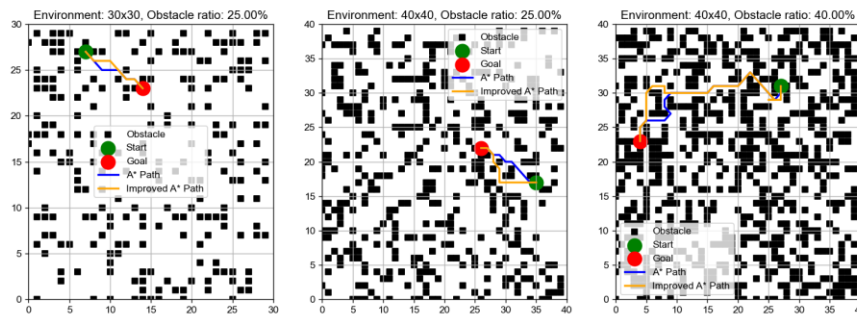 Environment: 30x30, Obstacle ratio: 25.00%
30
25
20
15
10
5
0
0 5 10 15 20 25 30
Obstacle
Start
Goal
A* Path
Improved A* Path
Environment: 40x40, Obstacle ratio: 25.00%
40
35
30
25
20
15
10
5
0
0 5 10 15 20 25 30 35 40
Obstacle
Start
Goal
A* Path
Improved A* Path
Environment: 40x40, Obstacle ratio: 40.00%
40
35
30
25
20
15
10
5
0
0 5 10 15 20 25 30 35 40
Obstacle
Start
Goal
A* Path
Improved A* Path